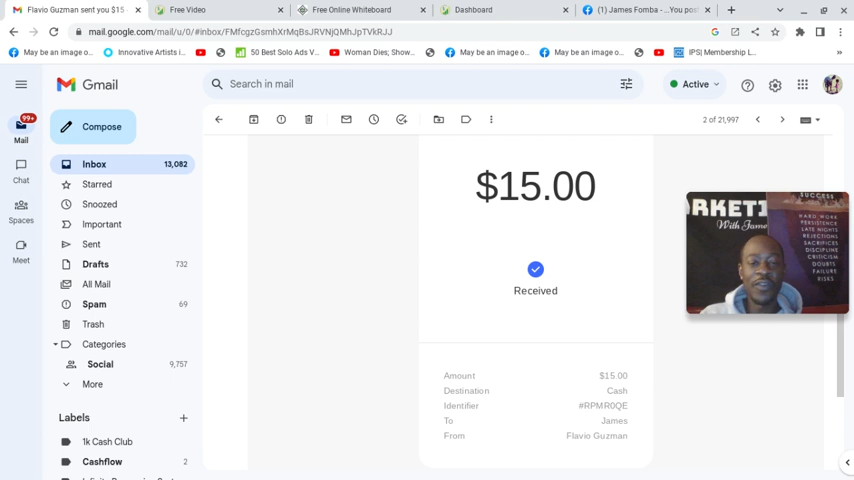 Flavio Guzman sent you $15
Free Video
Free Online Whiteboard
Dashboard
(1) James Fomba - ...You pos
mail.google.com/mail/u/0/#inbox/FMfcgzGsmhXrMqBsJRVNjQMhJpTVkRJJ
May be an image o...
Innovative Artists i...
50 Best Solo Ads V...
Woman Dies; Show...
May be an image o...
May be an image o...
IPS| Membership L...
Gmail
Search in mail
Active
99+
Mail
Chat
Spaces
Meet
Compose
2 of 21,997
Inbox 13,082
Starred
Snoozed
Important
Sent
Drafts 732
All Mail
Spam 69
Trash
Categories
Social 9,757
More
Labels
1k Cash Club
Cashflow 2
$15.00
Received
Amount $15.00
Destination Cash
Identifier #RPMR0QE
To James
From Flavio Guzman
RKETI
With Jame
SUCCESS
HARD WORK
PERSISTENCE
LATE NIGHTS
REJECTIONS
SACRIFICES
DISCIPLINE
CRITICISM
DOUBTS
FAILURE
RISKS